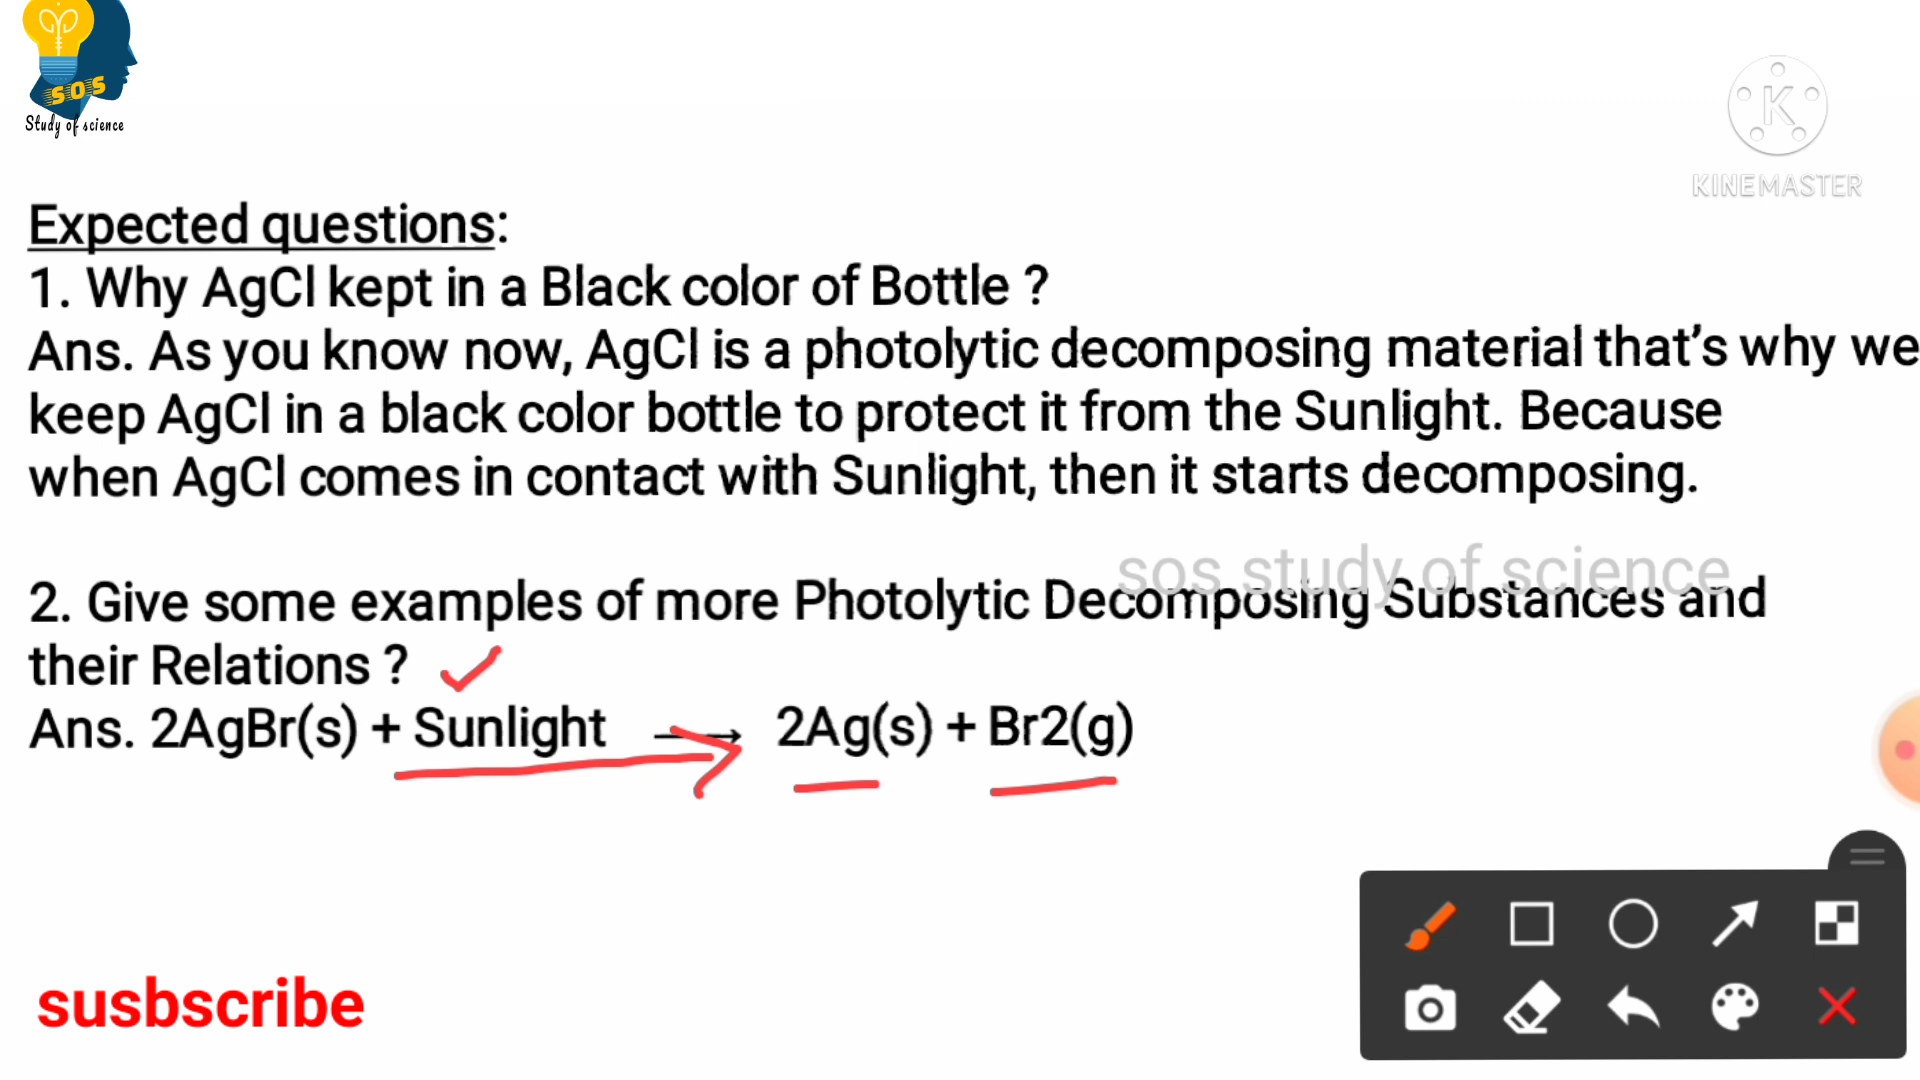 SOS
Study of science
K
KINEMASTER
Expected questions:
1. Why AgCl kept in a Black color of Bottle ?
Ans. As you know now, AgCl is a photolytic decomposing material that's why we
keep AgCl in a black color bottle to protect it from the Sunlight. Because
when AgCl comes in contact with Sunlight, then it starts decomposing.
sos study of science
2. Give some examples of more Photolytic Decomposing Substances and
their Relations ?
Ans. 2AgBr(s) + Sunlight → 2Ag(s) + Br2(g)
susbscribe